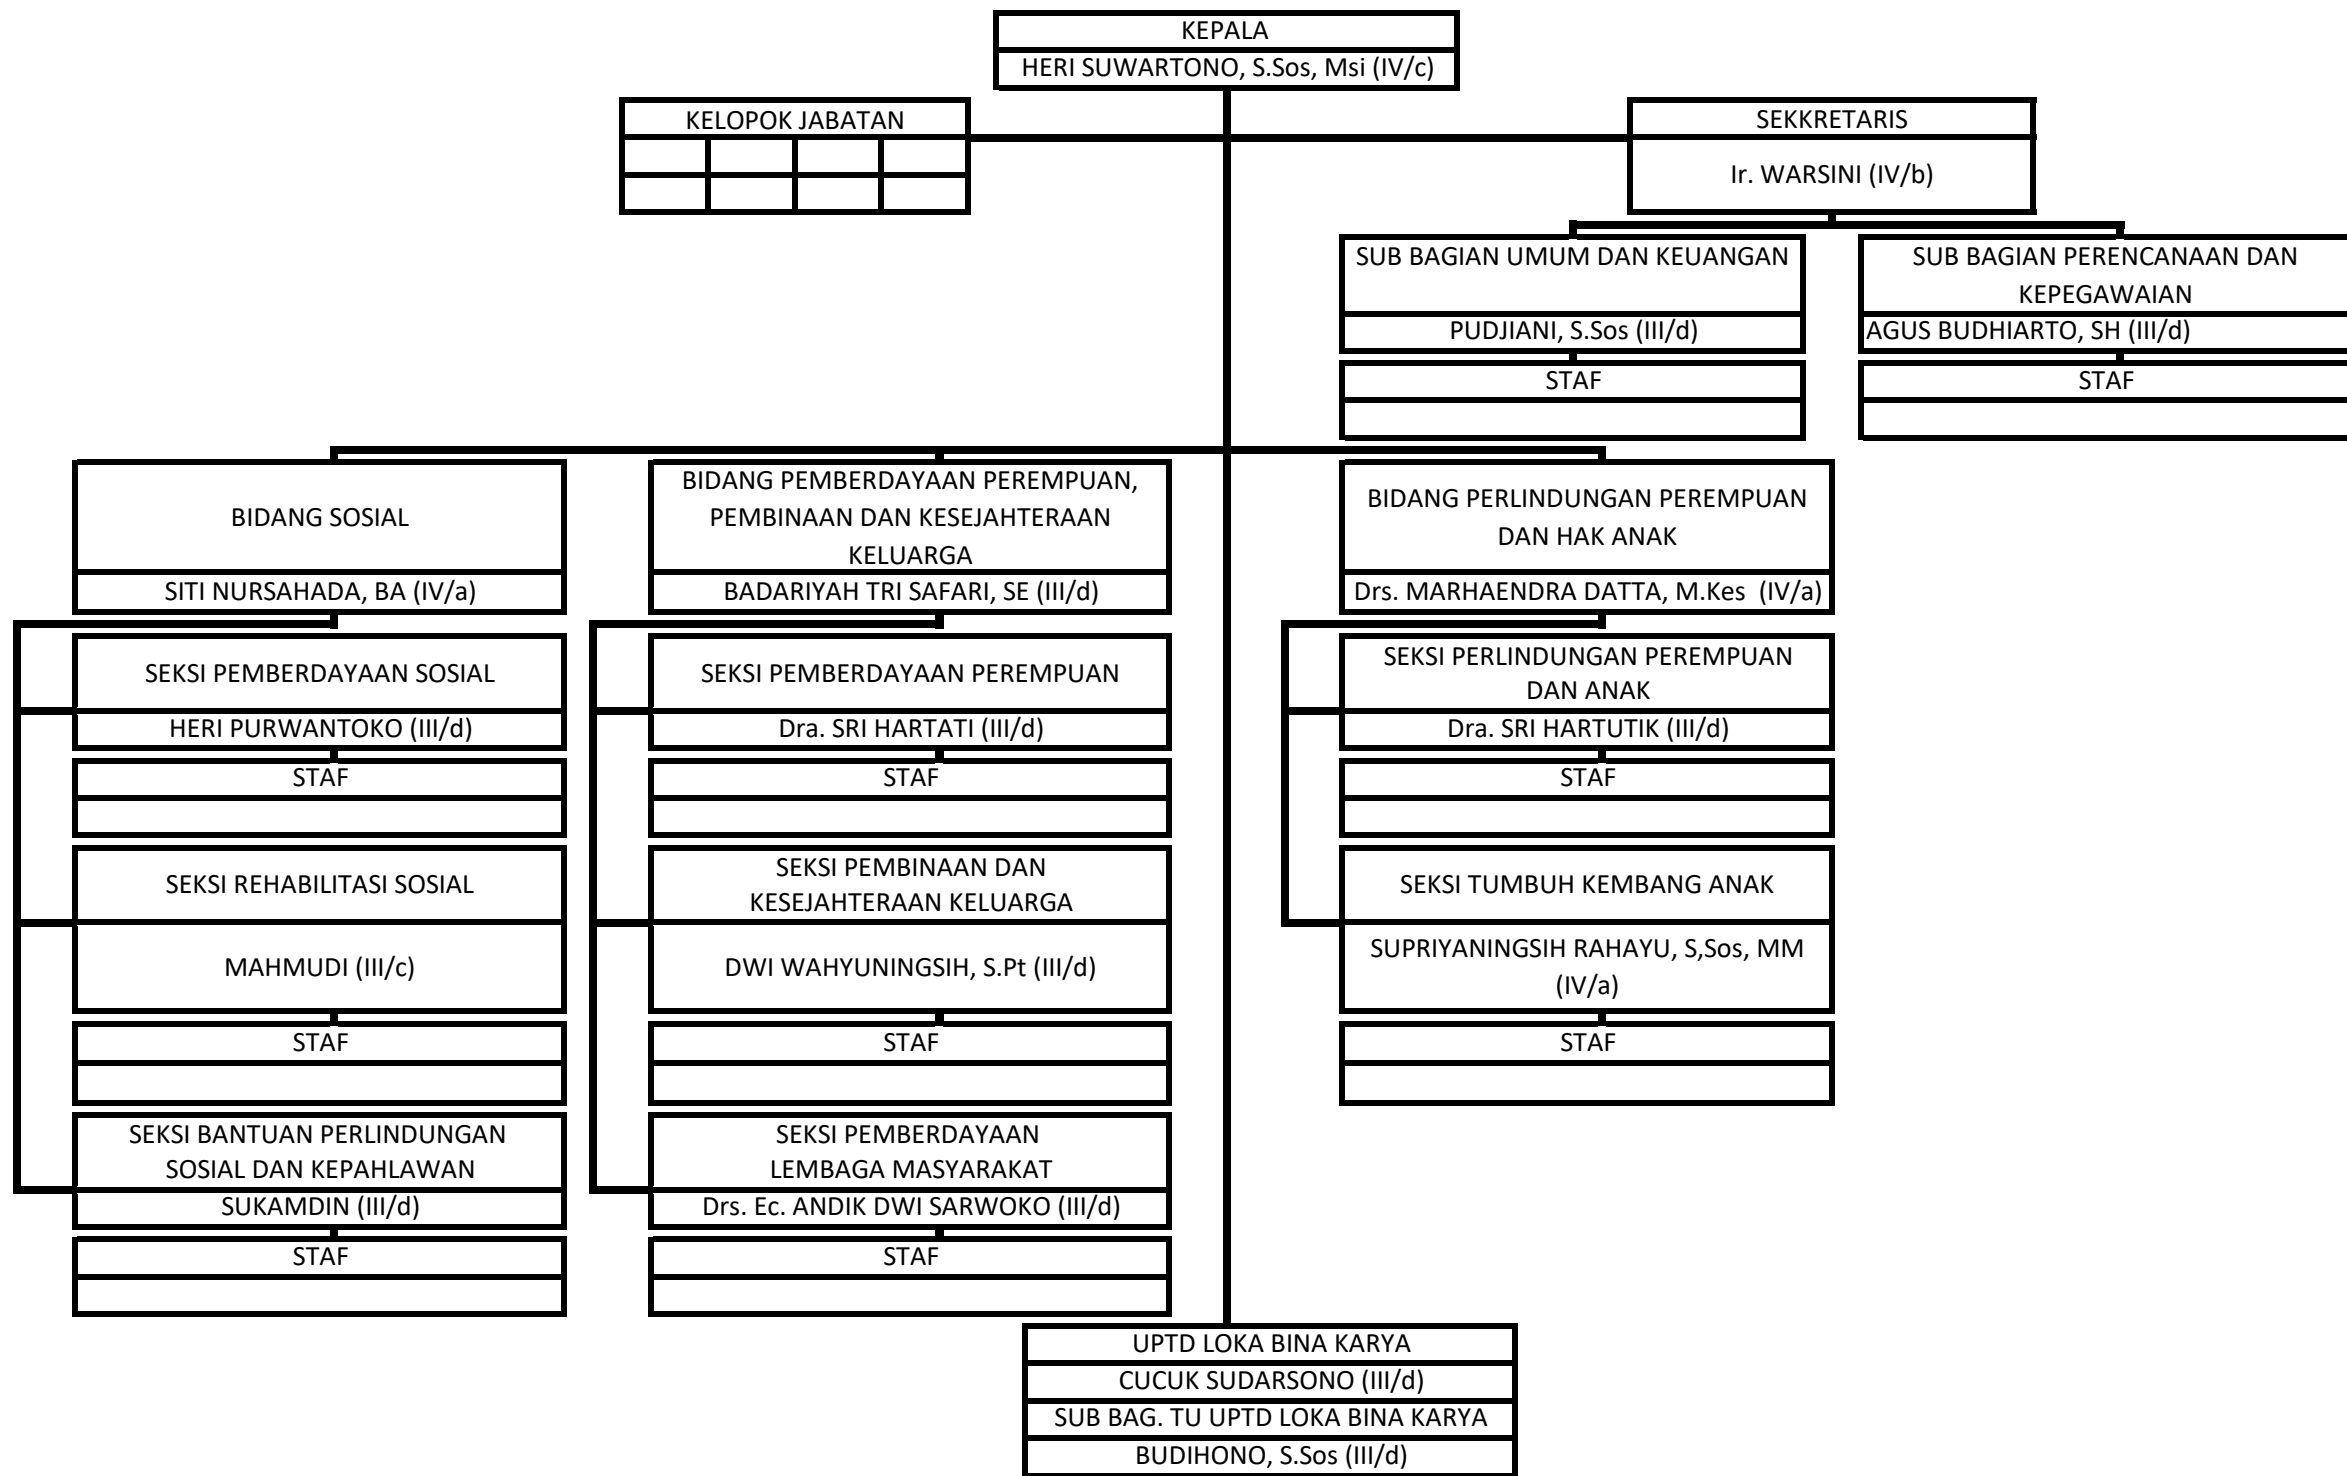 KEPALA
HERI SUWARTONO, S.Sos, Msi (IV/c)
KELOPOK JABATAN
SEKKRETARIS
Ir. WARSINI (IV/b)
SUB BAGIAN UMUM DAN KEUANGAN
PUDJIANI, S.Sos (III/d)
STAF
SUB BAGIAN PERENCANAAN DAN
KEPEGAWAIAN
AGUS BUDHIARTO, SH (III/d)
STAF
BIDANG SOSIAL
SITI NURSAHADA, BA (IV/a)
SEKSI PEMBERDAYAAN SOSIAL
HERI PURWANTOKO (III/d)
STAF
SEKSI REHABILITASI SOSIAL
MAHMUDI (III/c)
STAF
SEKSI BANTUAN PERLINDUNGAN
SOSIAL DAN KEPAHLAWAN
SUKAMDIN (III/d)
STAF
BIDANG PEMBERDAYAAN PEREMPUAN,
PEMBINAAN DAN KESEJAHTERAAN
KELUARGA
BADARIYAH TRI SAFARI, SE (III/d)
SEKSI PEMBERDAYAAN PEREMPUAN
Dra. SRI HARTATI (III/d)
STAF
SEKSI PEMBINAAN DAN
KESEJAHTERAAN KELUARGA
DWI WAHYUNINGSIH, S.Pt (III/d)
STAF
SEKSI PEMBERDAYAAN
LEMBAGA MASYARAKAT
Drs. Ec. ANDIK DWI SARWOKO (III/d)
STAF
BIDANG PERLINDUNGAN PEREMPUAN
DAN HAK ANAK
Drs. MARHAENDRA DATTA, M.Kes  (IV/a)
SEKSI PERLINDUNGAN PEREMPUAN
DAN ANAK
Dra. SRI HARTUTIK (III/d)
STAF
SEKSI TUMBUH KEMBANG ANAK
SUPRIYANINGSIH RAHAYU, S,Sos, MM
(IV/a)
STAF
UPTD LOKA BINA KARYA
CUCUK SUDARSONO (III/d)
SUB BAG. TU UPTD LOKA BINA KARYA
BUDIHONO, S.Sos (III/d)